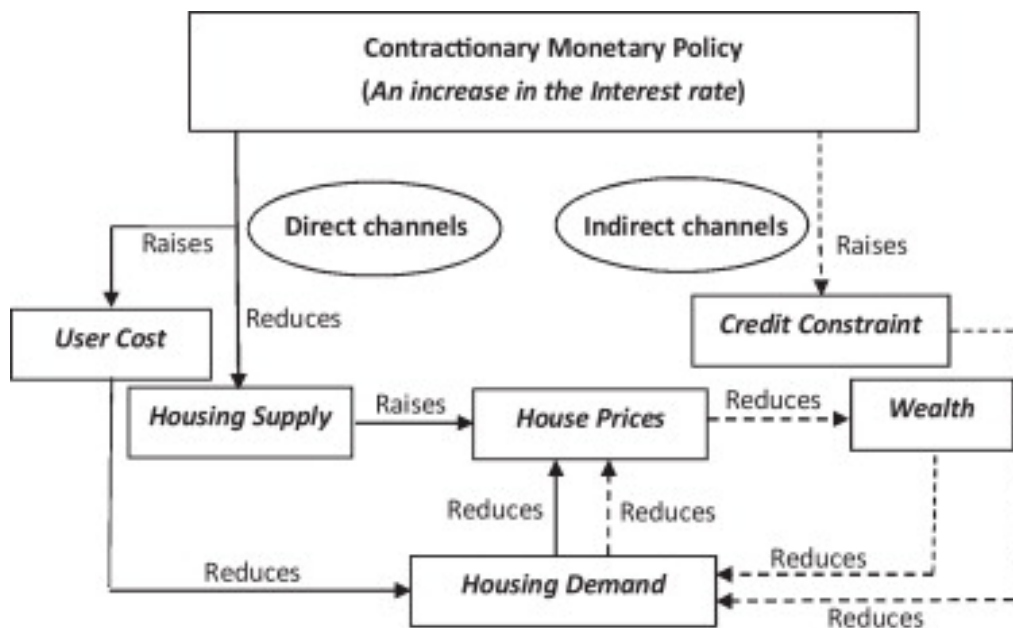 Contractionary Monetary Policy
(An increase in the Interest rate)
Direct channels
Indirect channels
Raises
Raises
Reduces
User Cost
Credit Constraint
Housing Supply
Raises
House Prices
Reduces
Wealth
Reduces
Reduces
Reduces
Housing Demand
Reduces
Reduces